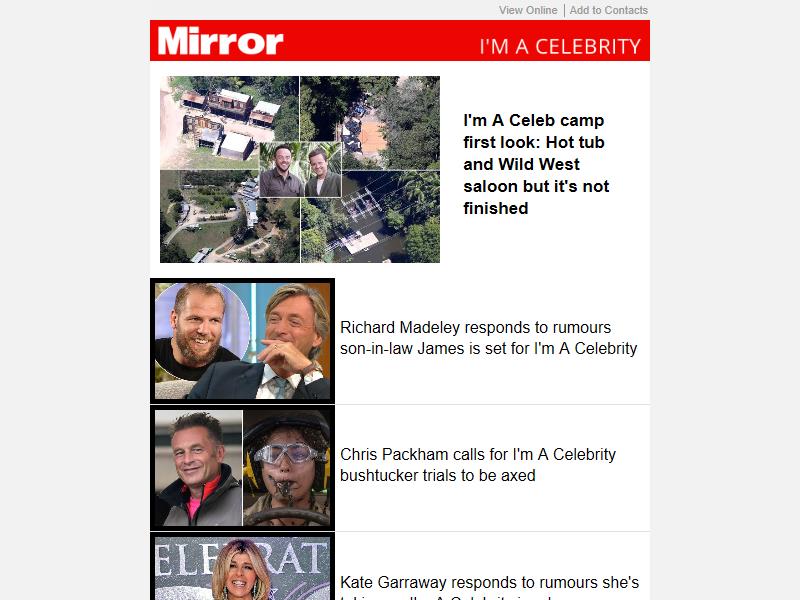 View Online | Add to Contacts
Mirror
I'M A CELEBRITY
I'm A Celeb camp
first look: Hot tub
and Wild West
saloon but it's not
finished
Richard Madeley responds to rumours
son-in-law James is set for I'm A Celebrity
Chris Packham calls for I'm A Celebrity
bushtucker trials to be axed
Kate Garraway responds to rumours she's